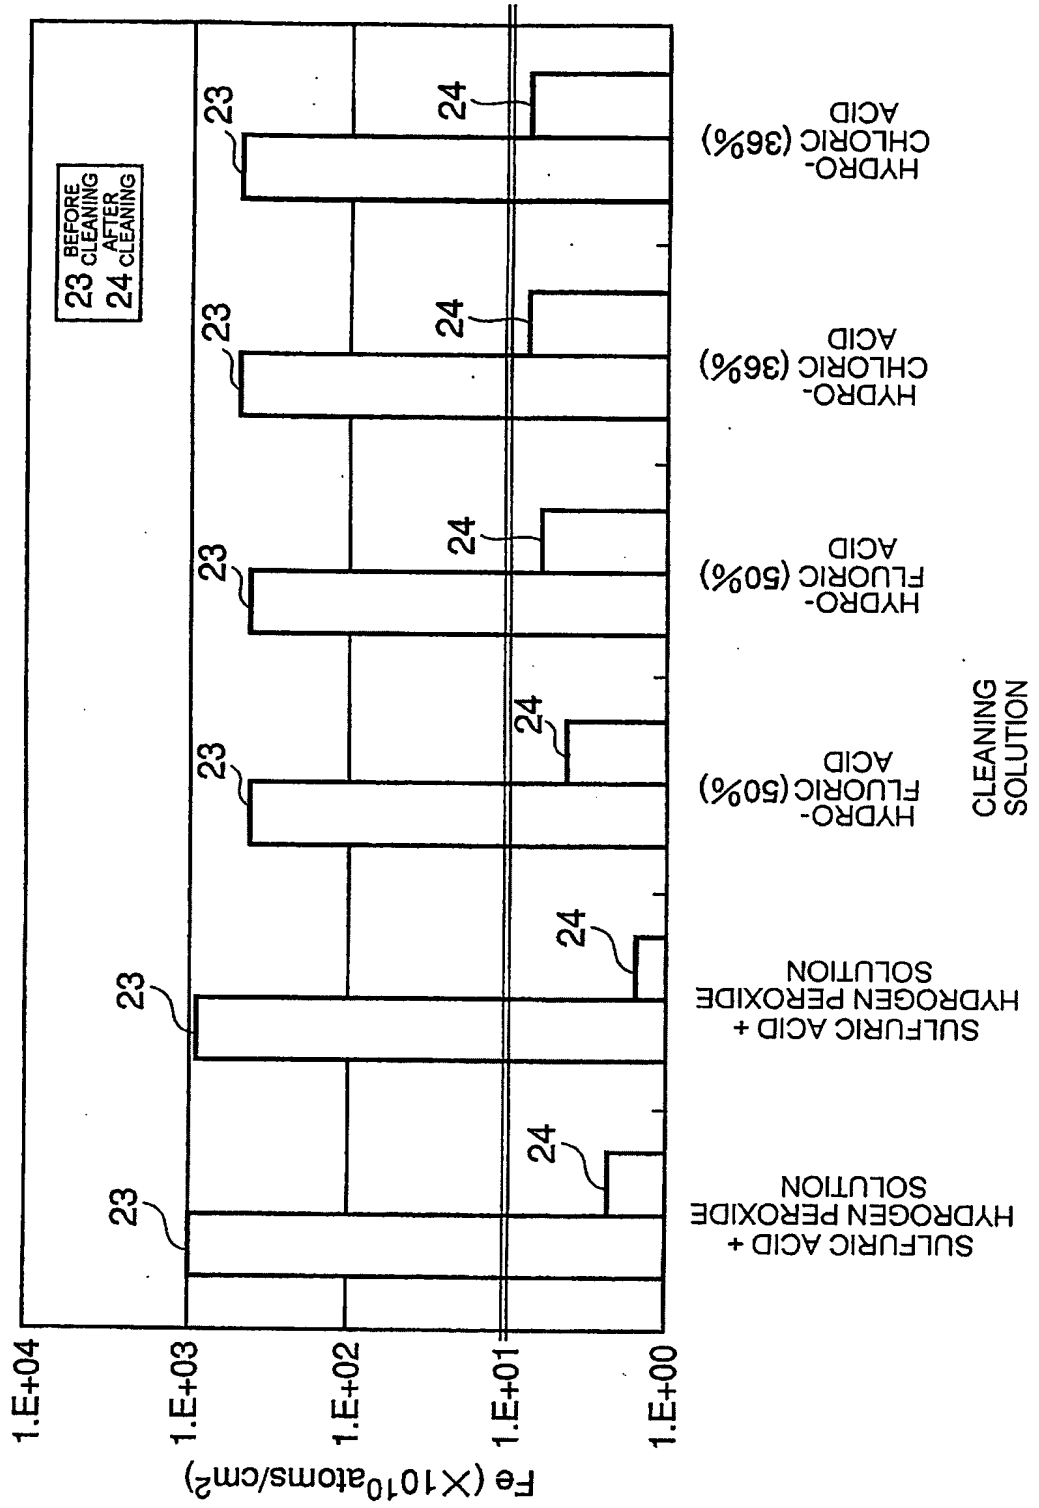 23 BEFORE
CLEANING
24 AFTER
CLEANING
1.E+04
1.E+03
1.E+02
1.E+01
1.E+00
Fe (×10¹⁰atoms/cm²)
23
24
23
24
23
24
23
24
23
24
23
24
SULFURIC ACID +
HYDROGEN PEROXIDE
SOLUTION
SULFURIC ACID +
HYDROGEN PEROXIDE
SOLUTION
HYDRO-
FLUORIC (50%)
ACID
HYDRO-
FLUORIC (50%)
ACID
HYDRO-
CHLORIC (36%)
ACID
HYDRO-
CHLORIC (36%)
ACID
CLEANING
SOLUTION